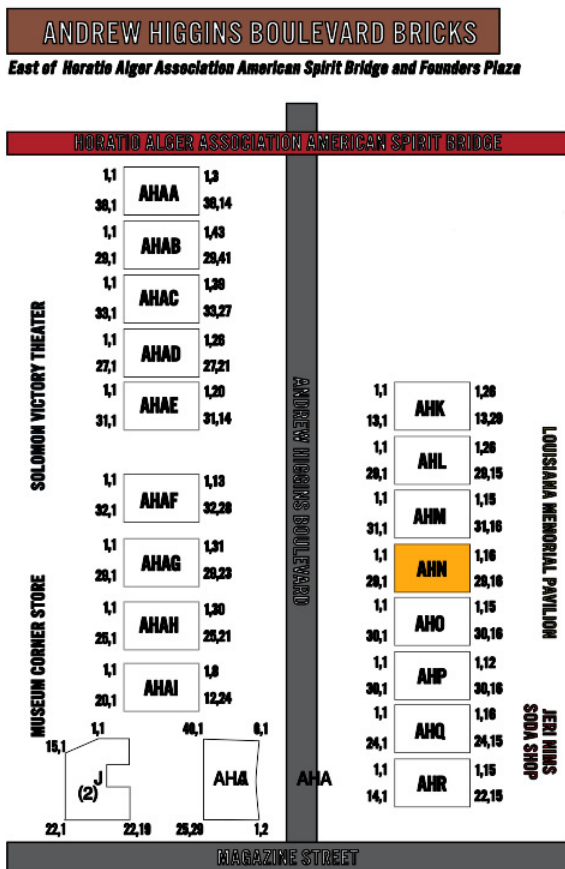 ANDREW HIGGINS BOULEVARD BRICKS
East of Horatio Alger Association American Spirit Bridge and Founders Plaza
HORATIO ALGER ASSOCIATION AMERICAN SPIRIT BRIDGE
1,1 AHAA 1,3
38,1 38,14
1,1 AHAB 1,43
29,1 29,41
1,1 AHAC 1,39
33,1 33,27
1,1 AHAD 1,26
27,1 27,21
1,1 AHAE 1,20
31,1 31,14
1,1 AHAF 1,13
32,1 32,28
1,1 AHAG 1,31
29,1 29,23
1,1 AHAH 1,30
25,1 25,21
1,1 AHAI 1,8
20,1 12,24
SOLOMON VICTORY THEATER
MUSEUM CORNER STORE
1,1
15,1
J
(2)
22,1 22,19
40,1 6,1
25,29 1,2
AHA
ANDREW HIGGINS BOULEVARD
1,1 AHK 1,26
13,1 13,29
1,1 AHL 1,26
29,1 29,15
1,1 AHM 1,15
31,1 31,16
1,1 AHN 1,16
29,1 29,16
1,1 AHO 1,15
30,1 30,16
1,1 AHP 1,12
30,1 30,16
1,1 AHQ 1,16
24,1 24,15
1,1 AHR 1,15
14,1 22,15
LOUISIANA MEMORIAL PAVILION
JERI NIMS
SODA SHOP
MAGAZINE STREET